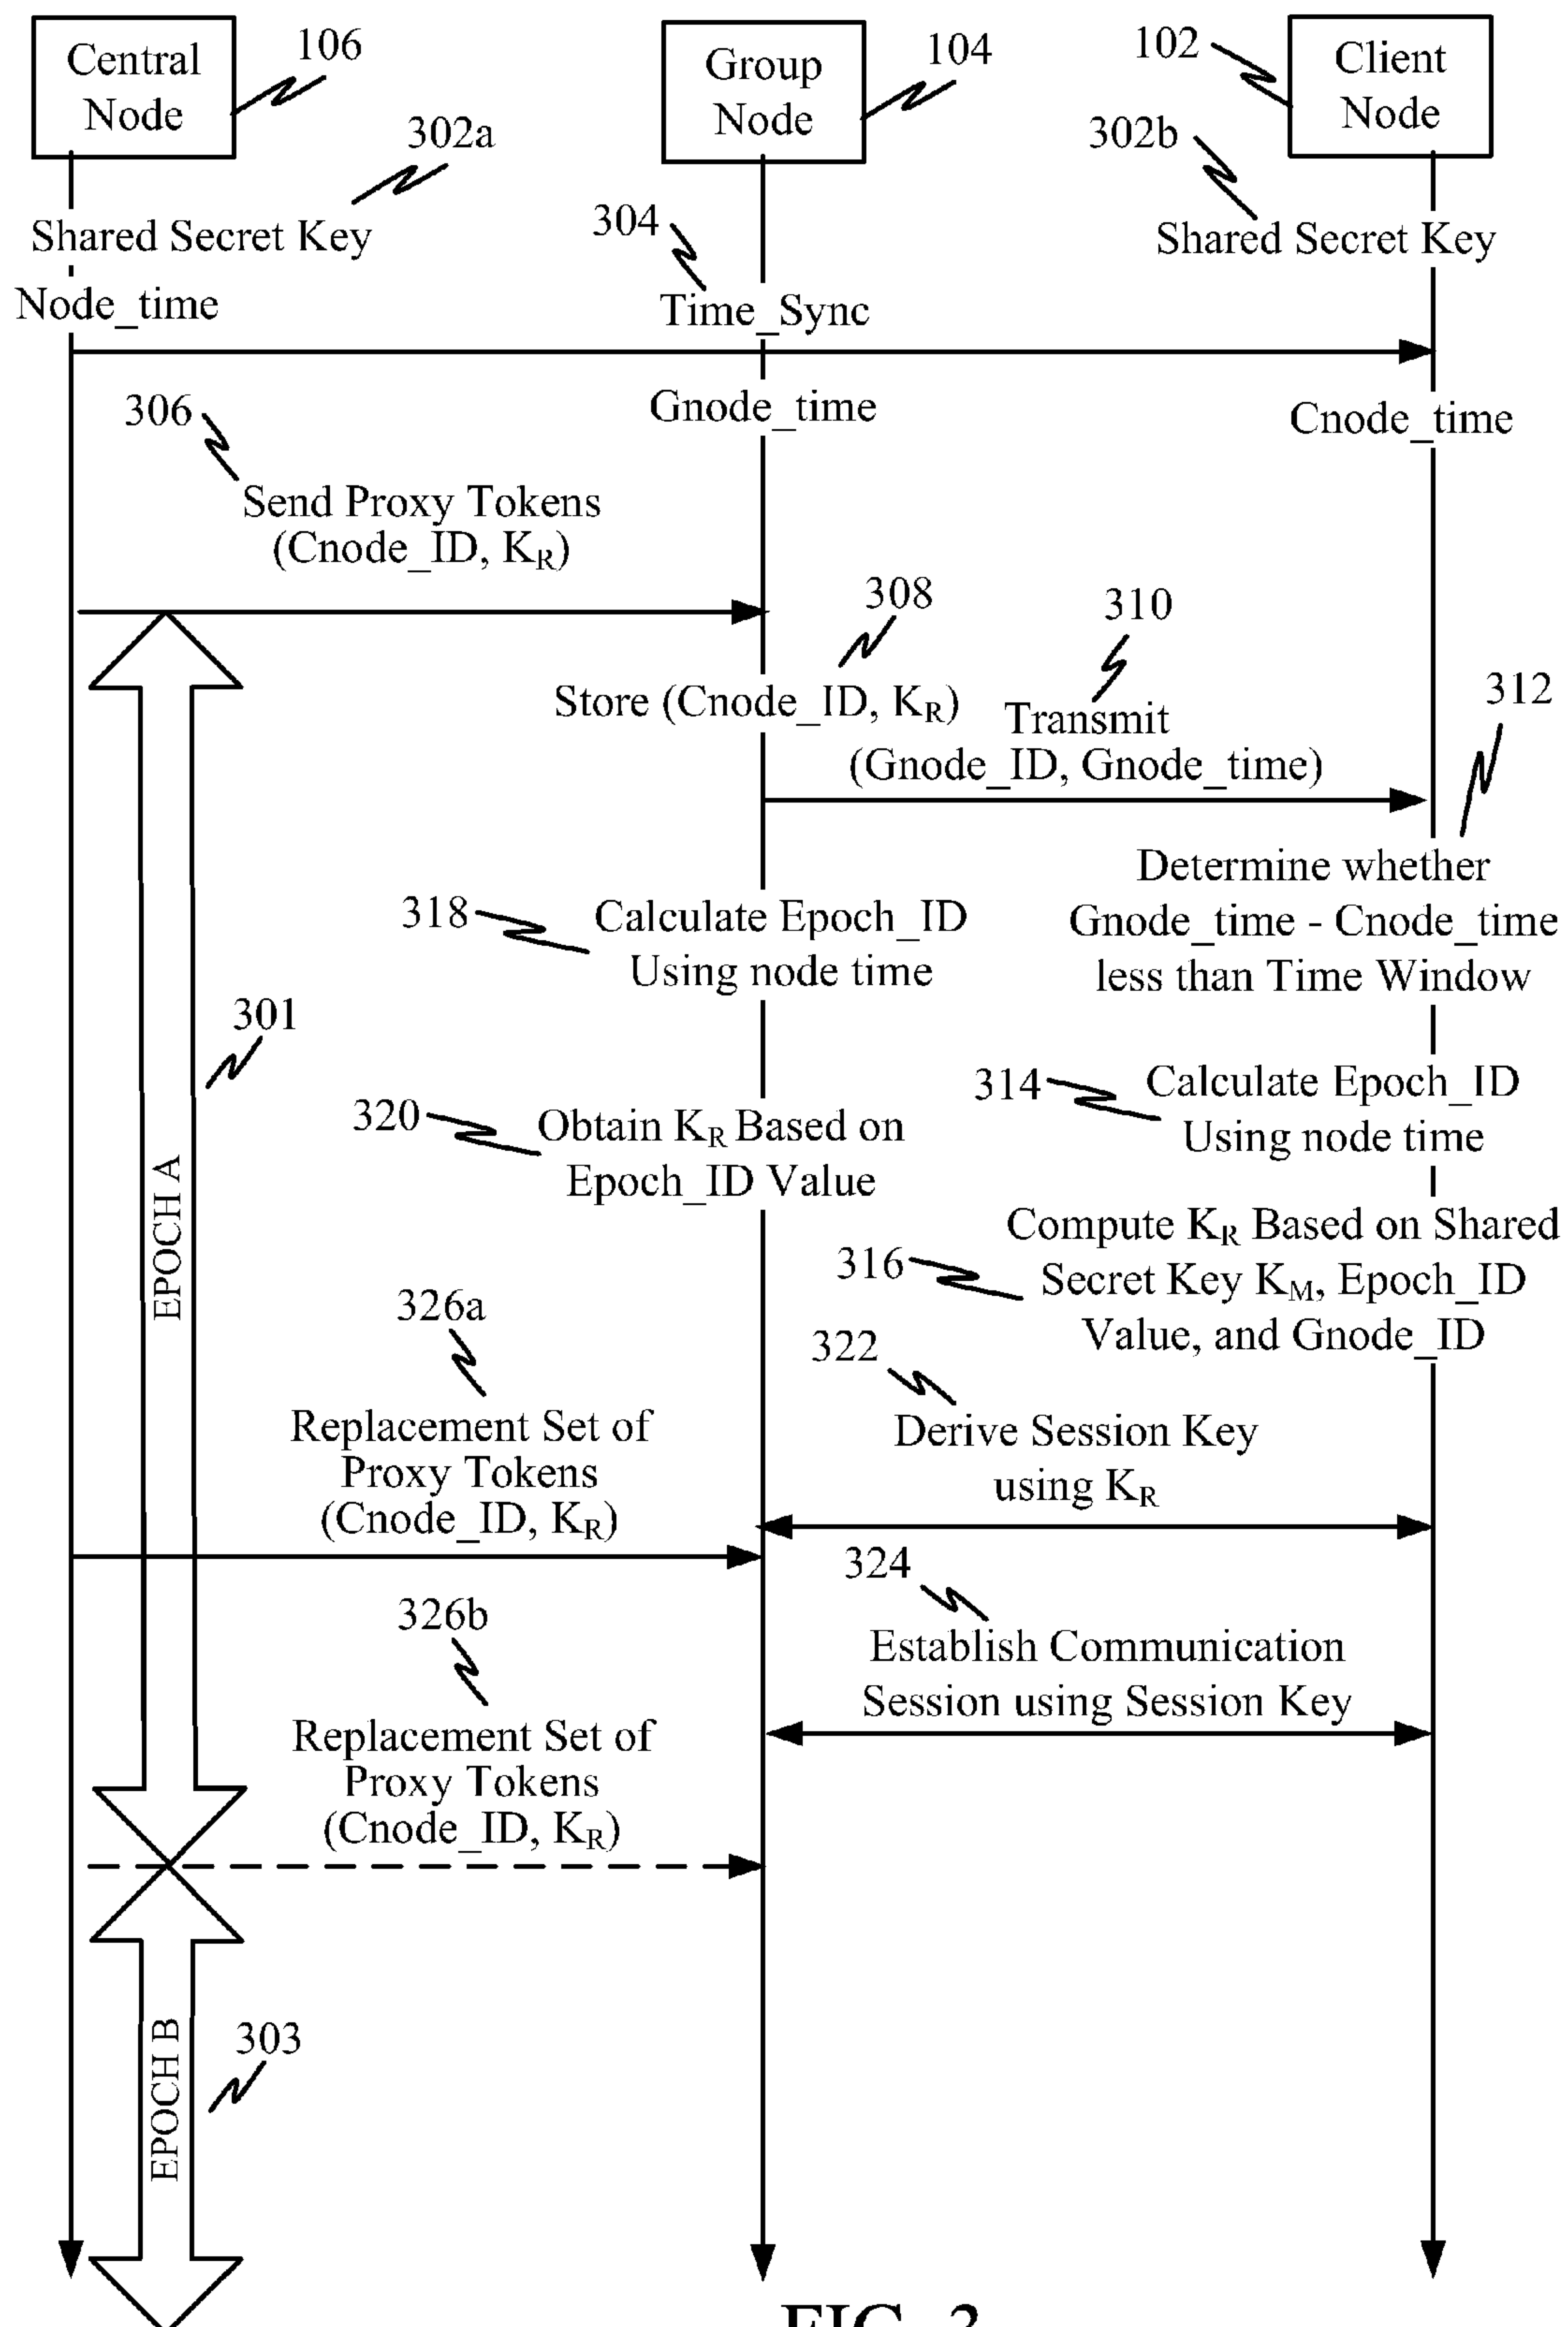 Central
Node
106
Group
Node
104
102
Client
Node
302a
302b
Shared Secret Key
304
Shared Secret Key
Node_time
Time_Sync
Gnode_time
Cnode_time
306
Send Proxy Tokens
(Cnode_ID, KR)
308
310
Store (Cnode_ID, KR)
Transmit
(Gnode_ID, Gnode_time)
312
318
Calculate Epoch_ID
Using node time
Determine whether
Gnode_time - Cnode_time
less than Time Window
301
314
Calculate Epoch_ID
Using node time
320
Obtain KR Based on
Epoch_ID Value
EPOCH A
316
Compute KR Based on Shared
Secret Key KM, Epoch_ID
Value, and Gnode_ID
326a
322
Replacement Set of
Proxy Tokens
(Cnode_ID, KR)
Derive Session Key
using KR
324
326b
Establish Communication
Session using Session Key
Replacement Set of
Proxy Tokens
(Cnode_ID, KR)
303
EPOCH B
FIG.